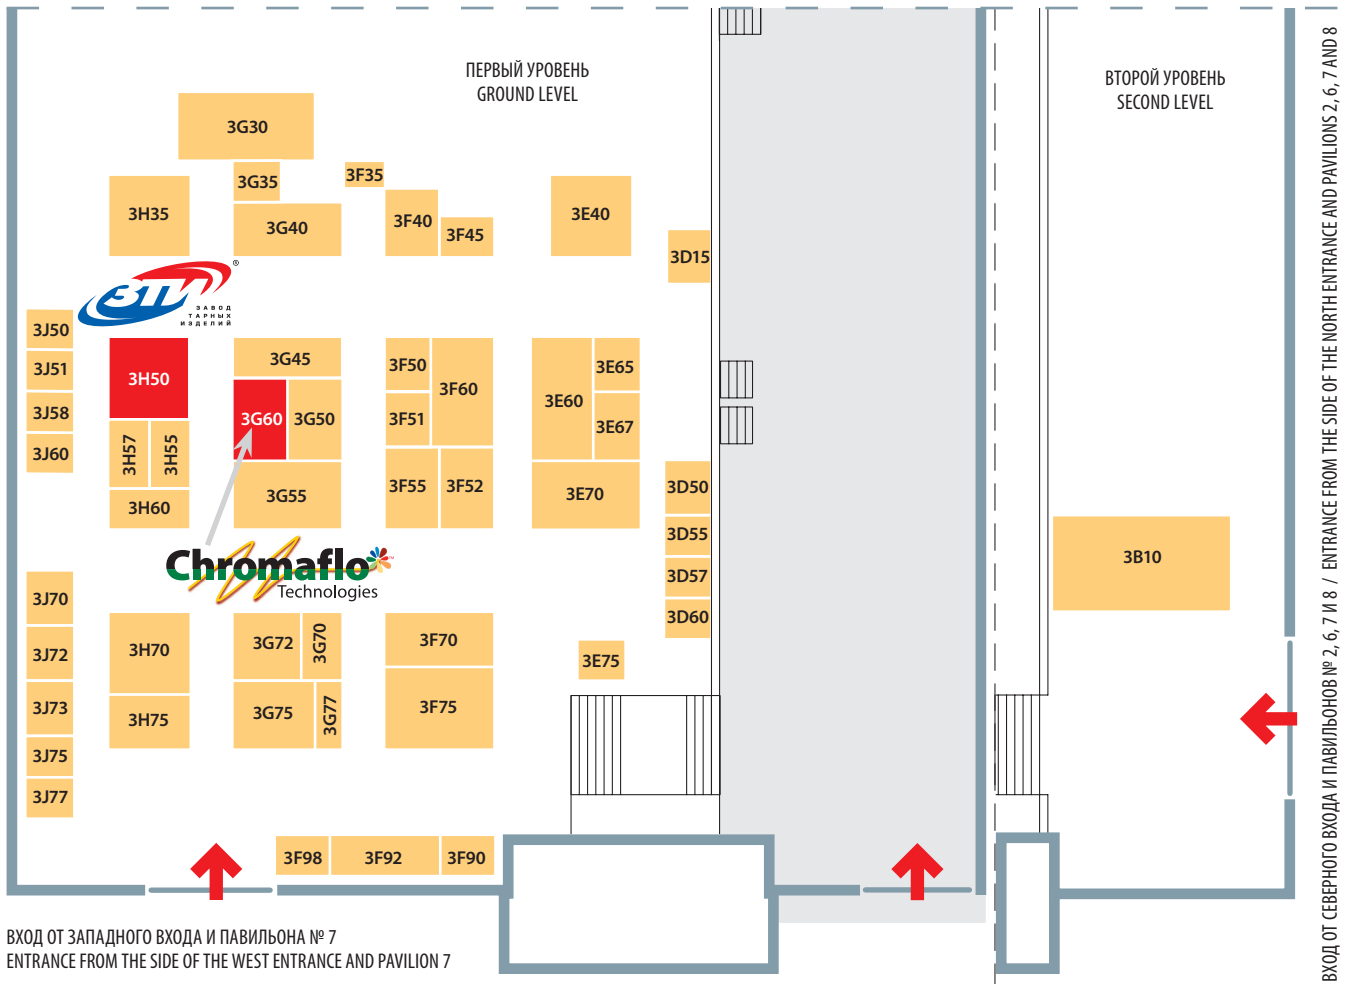 ПЕРВЫЙ УРОВЕНЬ
GROUND LEVEL
ВТОРОЙ УРОВЕНЬ
SECOND LEVEL
3G30
3G35
3F35
3H35
3G40
3F40
3F45
3E40
3D15
ЗТИ®
ЗАВОД
ТАРНЫХ
ИЗДЕЛИЙ
3J50
3J51
3J58
3J60
3H50
3H57
3H55
3H60
3G45
3G60
3G50
3G55
3F50
3F60
3F51
3F55
3F52
3E60
3E65
3E67
3E70
3D50
3D55
3D57
3D60
3B10
Chromaflo™
Technologies
3J70
3J72
3J73
3J75
3J77
3H70
3H75
3G72
3G70
3G75
3G77
3F70
3F75
3E75
3F98
3F92
3F90
ВХОД ОТ ЗАПАДНОГО ВХОДА И ПАВИЛЬОНА № 7
ENTRANCE FROM THE SIDE OF THE WEST ENTRANCE AND PAVILION 7
ВХОД ОТ СЕВЕРНОГО ВХОДА И ПАВИЛЬОНОВ № 2, 6, 7 И 8 / ENTRANCE FROM THE SIDE OF THE NORTH ENTRANCE AND PAVILIONS 2, 6, 7 AND 8